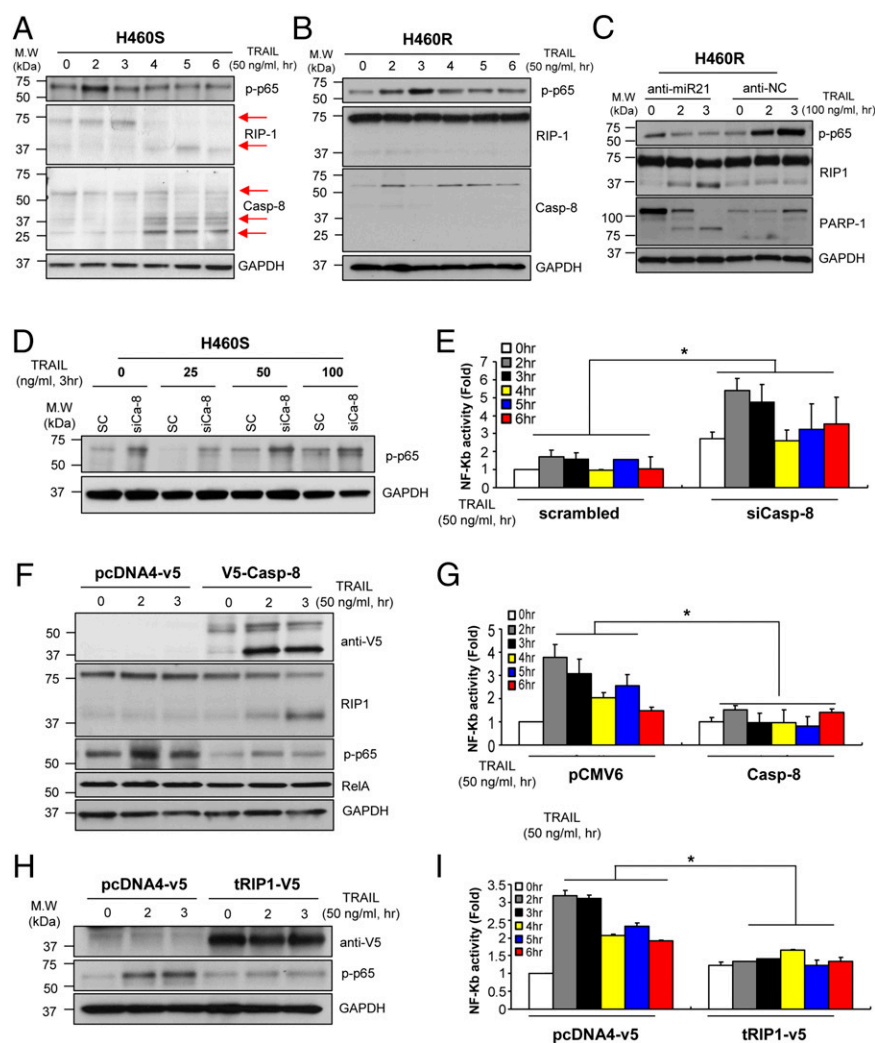 A
H460S
M.W
(kDa)
0 2 3 4 5 6
TRAIL
(50 ng/ml, hr)
75
50
p-p65
75
37
RIP-1
75
50
37
25
Casp-8
37
GAPDH
B
H460R
M.W
(kDa)
0 2 3 4 5 6
TRAIL
(50 ng/ml, hr)
75
50
p-p65
75
37
RIP-1
75
50
37
25
Casp-8
37
GAPDH
C
H460R
anti-miR21 anti-NC
M.W
(kDa)
0 2 3 0 2 3
TRAIL
(100 ng/ml, hr)
75
50
p-p65
75
37
RIP1
100
75
PARP-1
37
GAPDH
D
H460S
TRAIL
(ng/ml, 3hr)
0 25 50 100
M.W
(kDa)
SC siCa-8 SC siCa-8 SC siCa-8 SC siCa-8
75
50
p-p65
37
GAPDH
E
NF-Kb activity (Fold)
7
6
5
4
3
2
1
0
0hr
2hr
3hr
4hr
5hr
6hr
*
TRAIL
(50 ng/ml, hr)
scrambled siCasp-8
F
pcDNA4-v5 V5-Casp-8
0 2 3 0 2 3
TRAIL
(50 ng/ml, hr)
50
37
anti-V5
75
37
RIP1
75
50
p-p65
75
50
RelA
37
GAPDH
G
NF-Kb activity (Fold)
5
4
3
2
1
0
0hr
2hr
3hr
4hr
5hr
6hr
*
TRAIL
(50 ng/ml, hr)
pCMV6 Casp-8
TRAIL
(50 ng/ml, hr)
H
pcDNA4-v5 tRIP1-V5
M.W
(kDa)
0 2 3 0 2 3
TRAIL
(50 ng/ml, hr)
50
37
anti-V5
75
50
p-p65
37
GAPDH
I
NF-Kb activity (Fold)
3.5
3
2.5
2
1.5
1
0.5
0
0hr
2hr
3hr
4hr
5hr
6hr
*
pcDNA4-v5 tRIP1-v5